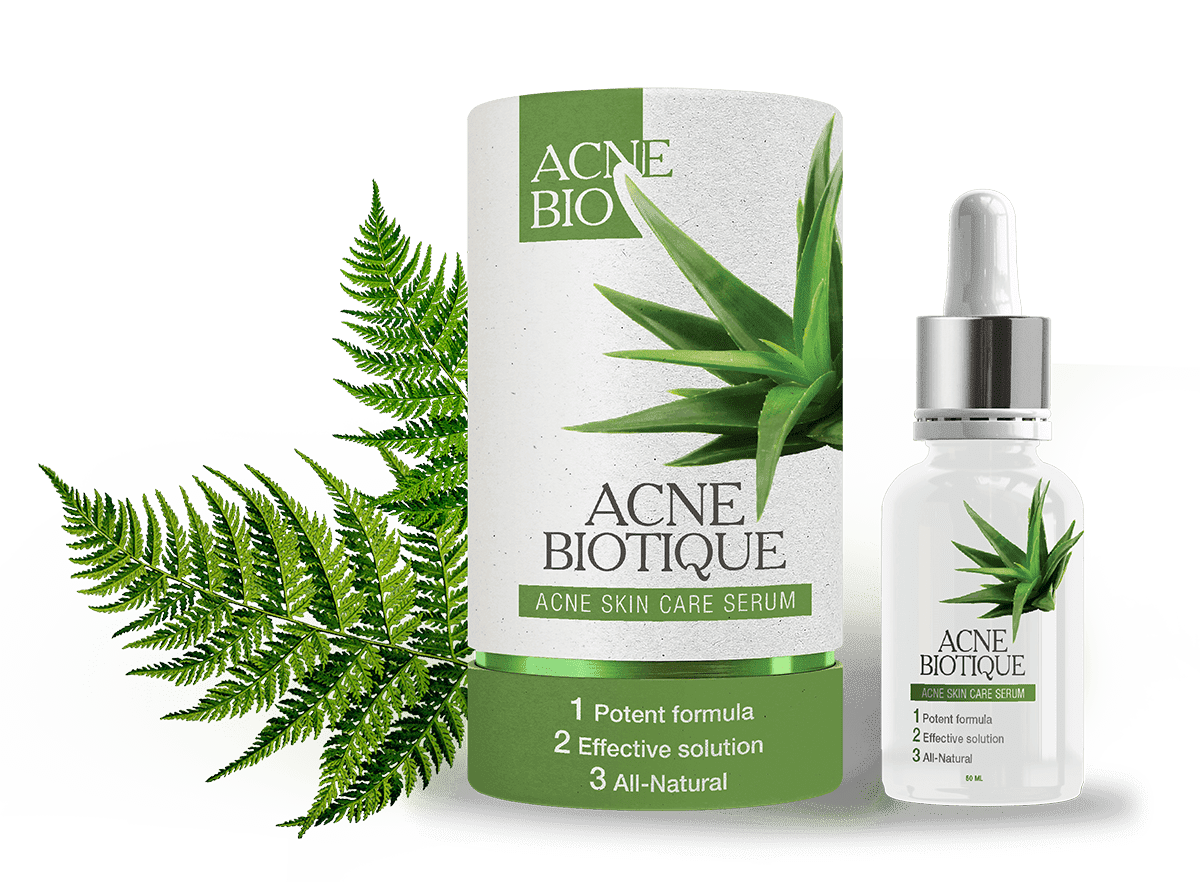 ACNE
BIO
ACNE
BIOTIQUE
ACNE SKIN CARE SERUM
1 Potent formula
2 Effective solution
3 All-Natural
ACNE
BIOTIQUE
ACNE SKIN CARE SERUM
1 Potent formula
2 Effective solution
3 All-Natural
50 ML